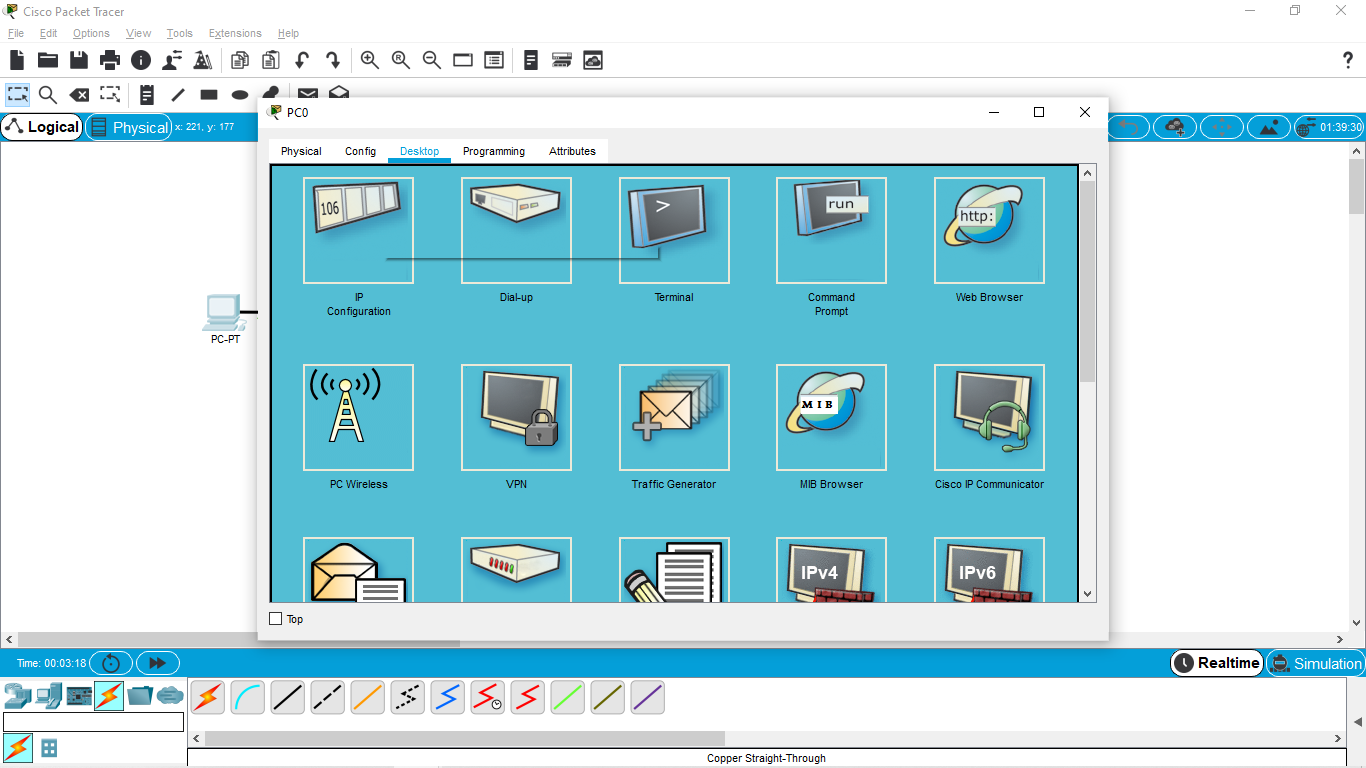 Cisco Packet Tracer
File Edit Options View Tools Extensions Help
?
Logical
Physical
x: 221, y: 177
01:39:30
PC0
Physical Config Desktop Programming Attributes
106
>
run
http:
IP
Configuration
Dial-up
Terminal
Command
Prompt
Web Browser
PC-PT
MIB
PC Wireless
VPN
Traffic Generator
MIB Browser
Cisco IP Communicator
IPv4
IPv6
Top
Time: 00:03:18
Realtime
Simulation
Copper Straight-Through